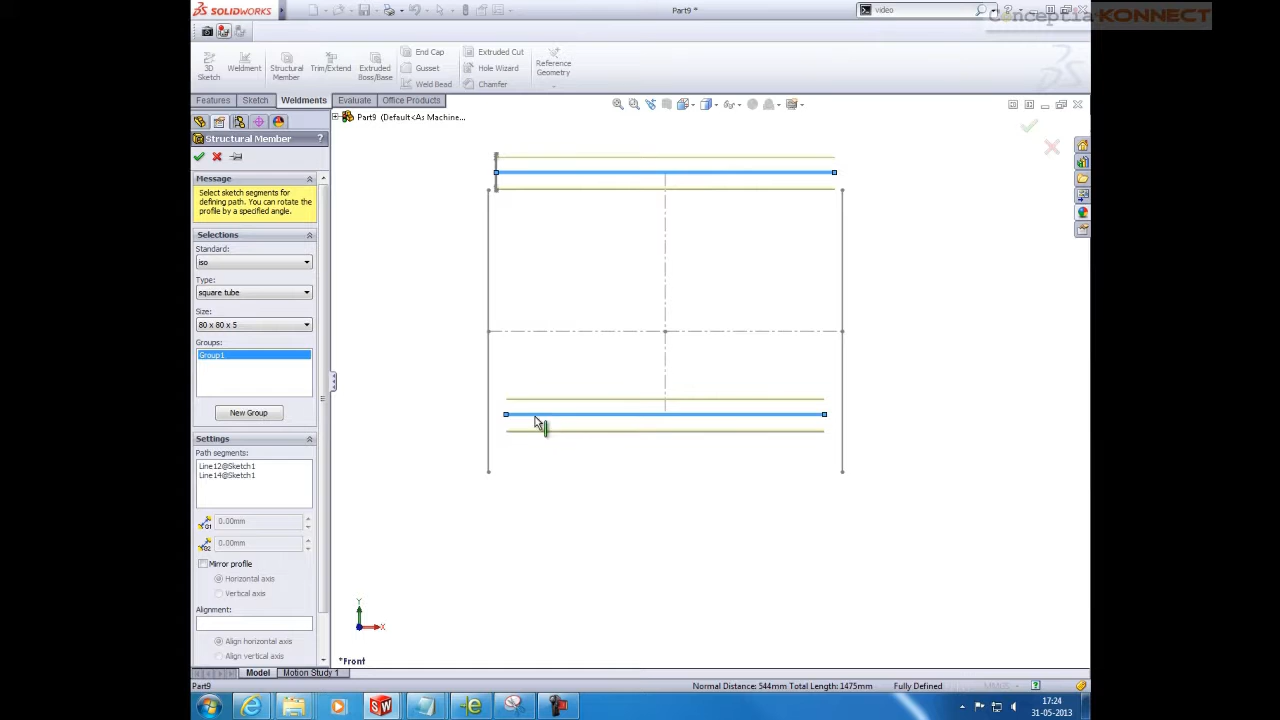 SOLIDWORKS
Part9 *
video
Conceptia KONNECT
3D Sketch
Weldment
Structural Member
Trim/Extend
Extruded Boss/Base
End Cap
Gusset
Weld Bead
Extruded Cut
Hole Wizard
Chamfer
Reference Geometry
Features
Sketch
Weldments
Evaluate
Office Products
Part9 (Default<As Machine...
Structural Member
?
Message
Select sketch segments for
defining path. You can rotate
the profile by a specified angle.
Selections
Standard:
iso
Type:
square tube
Size:
80 x 80 x 5
Groups:
Group1
New Group
Settings
Path segments:
Line12@Sketch1
Line14@Sketch1
G1 0.00mm
G2 0.00mm
Mirror profile
Horizontal axis
Vertical axis
Alignment:
Align horizontal axis
Align vertical axis
Y
X
*Front
Model
Motion Study 1
Part9
Normal Distance: 544mm Total Length: 1475mm
Fully Defined
MMGS
17:24
31-05-2013